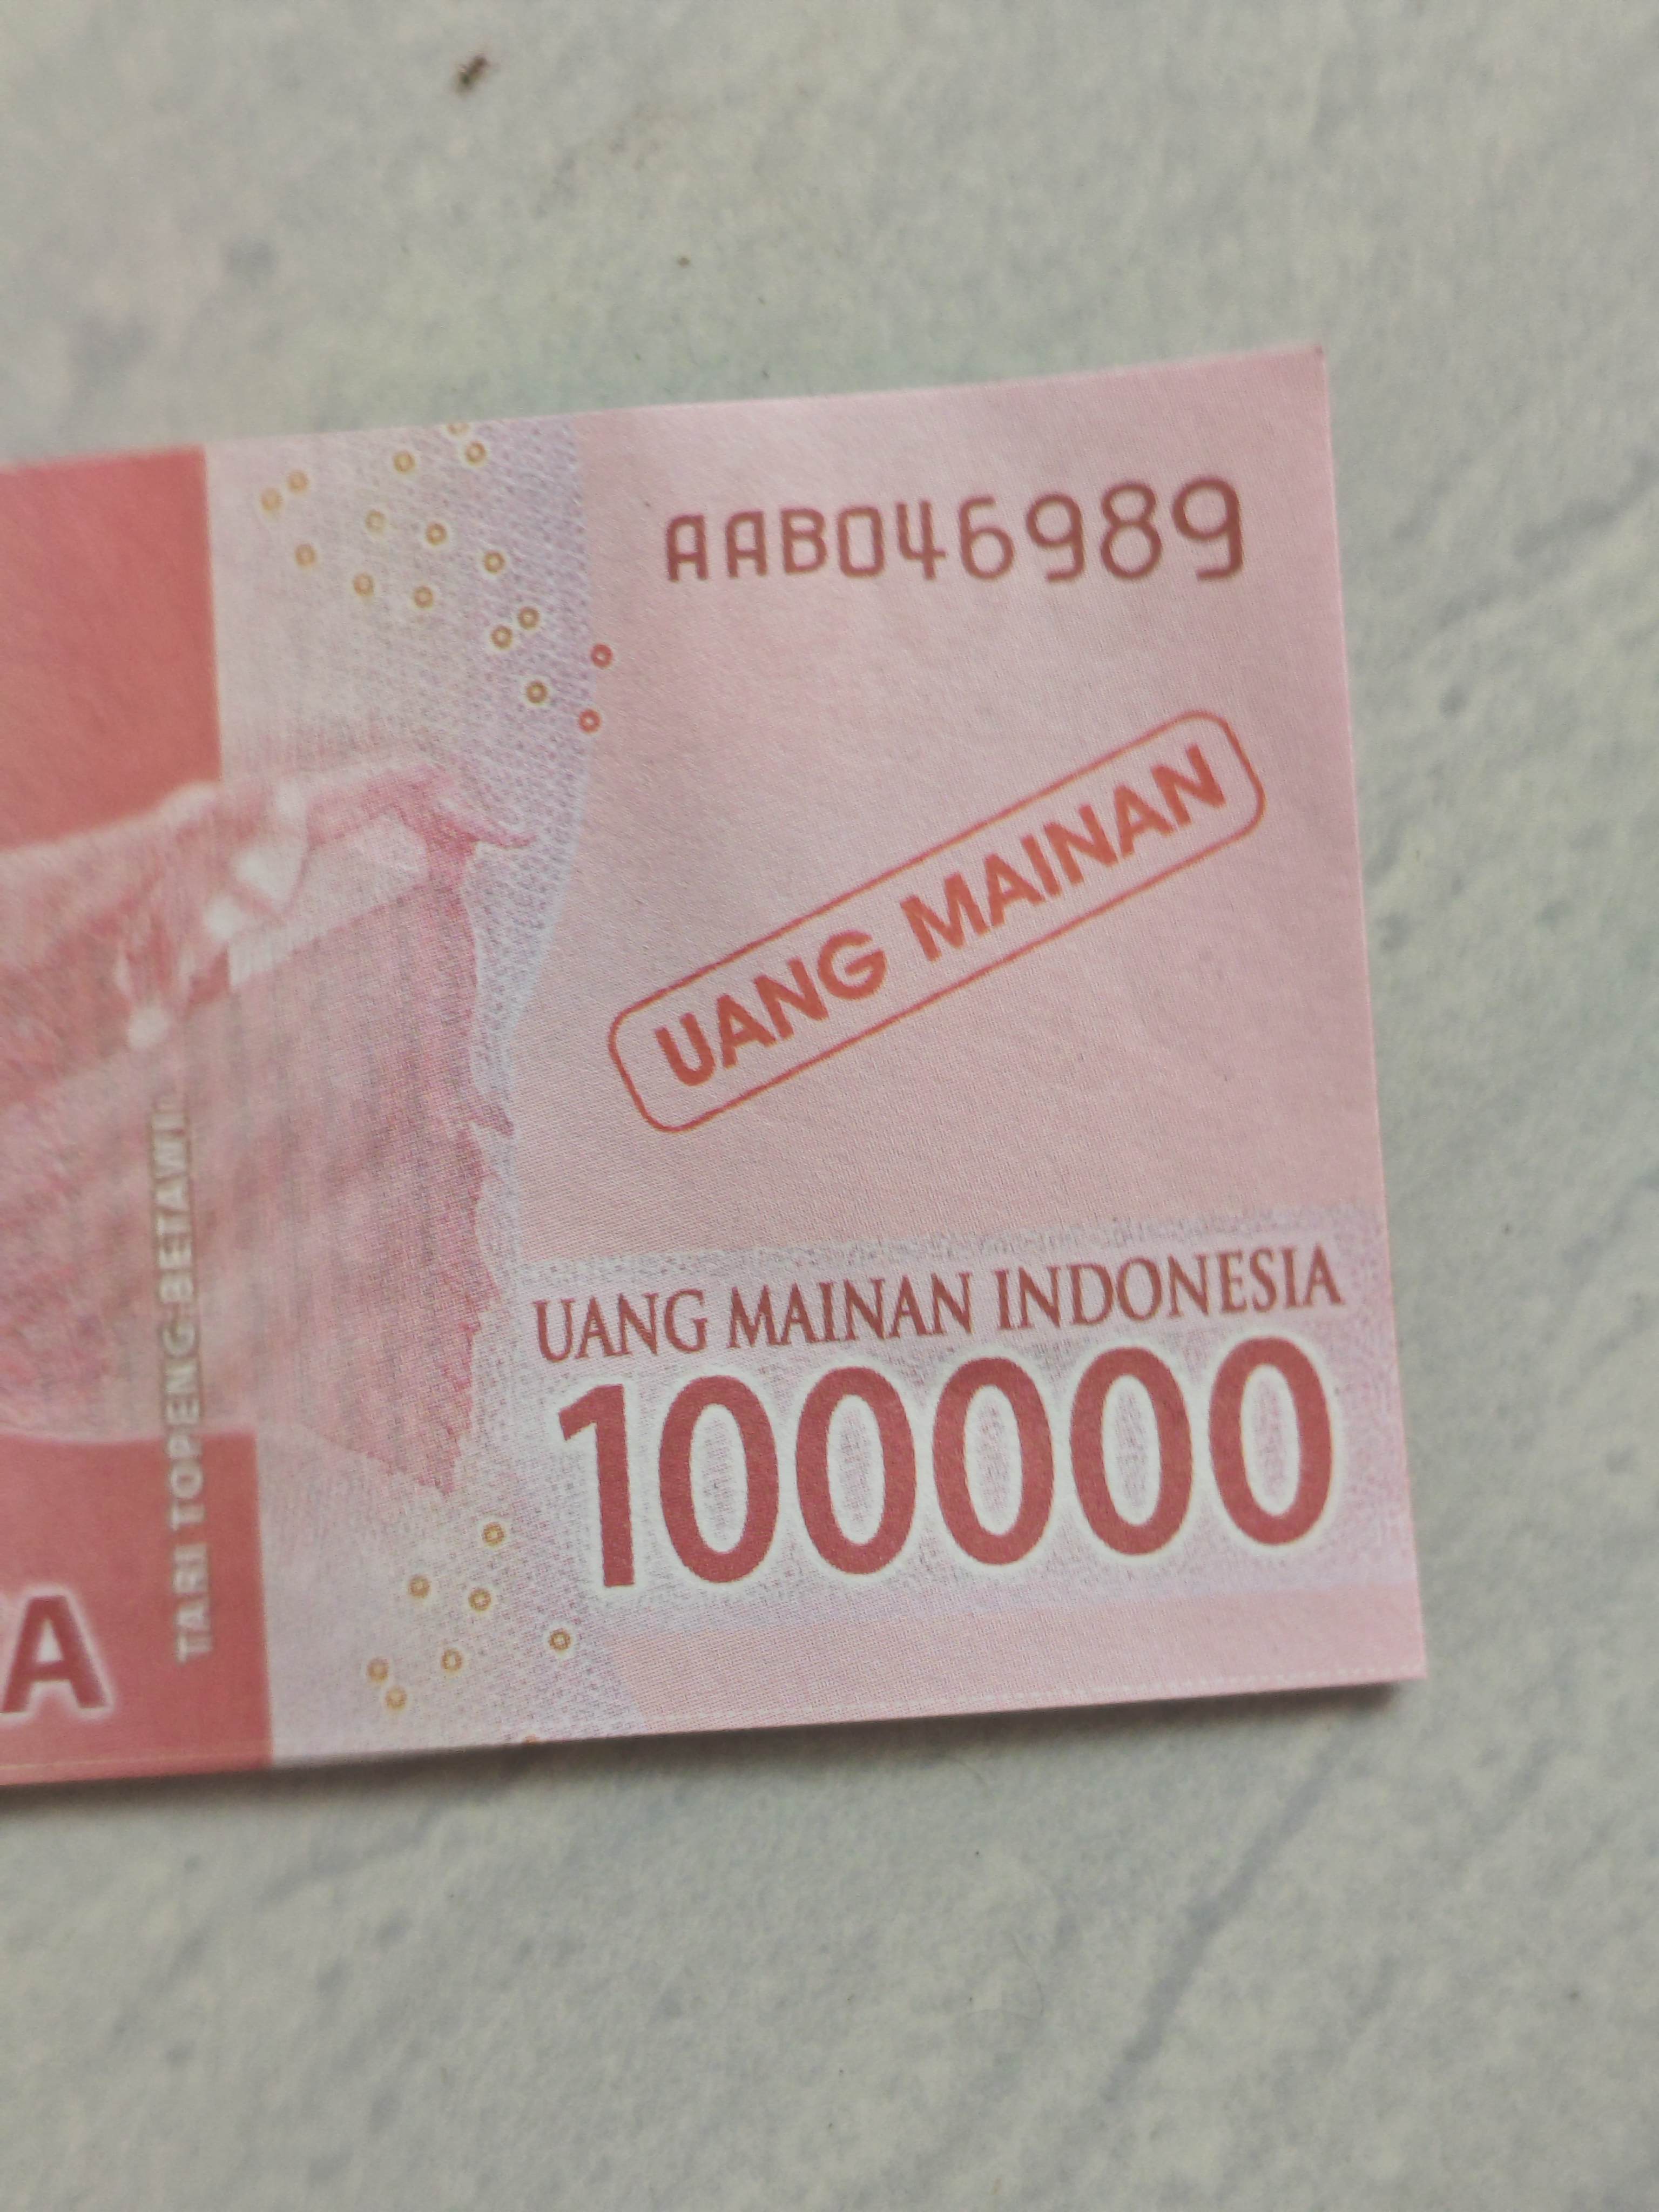 AAB046989
UANG MAINAN
UANG MAINAN INDONESIA
100000
TARI TOPENG BETAWI
A